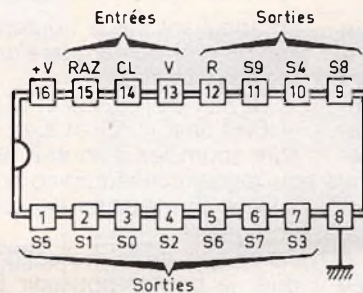 Entrées Sorties
+V RAZ CL V R S9 S4 S8
16 15 14 13 12 11 10 9
1 2 3 4 5 6 7 8
S5 S1 S0 S2 S6 S7 S3
Sorties